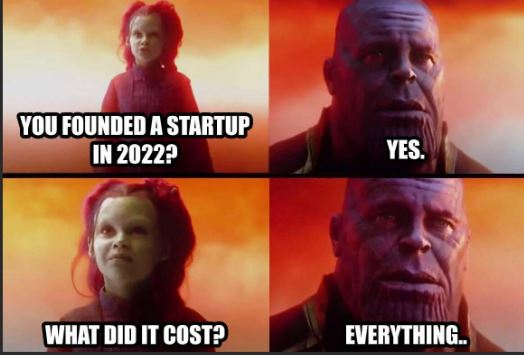 YOU FOUNDED A STARTUP
IN 2022?
YES.
WHAT DID IT COST?
EVERYTHING..